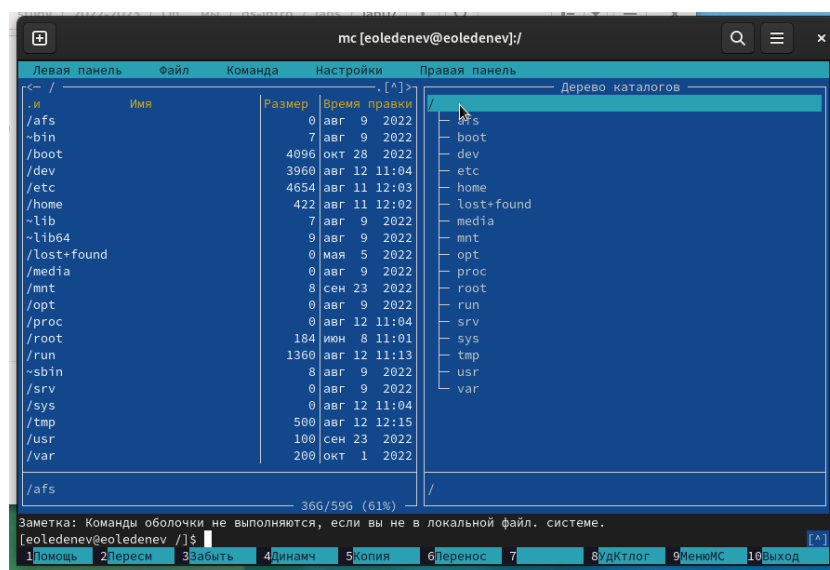 mc [eoledenev@eoledenev]:/
Левая панель Файл Команда Настройки Правая панель
<─ / .[^]>
.и Имя Размер Время правки
/afs 0 авг 9 2022
~bin 7 авг 9 2022
/boot 4096 окт 28 2022
/dev 3960 авг 12 11:04
/etc 4654 авг 11 12:03
/home 422 авг 11 12:02
~lib 7 авг 9 2022
~lib64 9 авг 9 2022
/lost+found 0 мая 5 2022
/media 0 авг 9 2022
/mnt 8 сен 23 2022
/opt 0 авг 9 2022
/proc 0 авг 12 11:04
/root 184 июн 8 11:01
/run 1360 авг 12 11:13
~sbin 8 авг 9 2022
/srv 0 авг 9 2022
/sys 0 авг 12 11:04
/tmp 500 авг 12 12:15
/usr 100 сен 23 2022
/var 200 окт 1 2022
/afs
36G/59G (61%)
Дерево каталогов
/
afs
boot
dev
etc
home
lost+found
media
mnt
opt
proc
root
run
srv
sys
tmp
usr
var
/
Заметка: Команды оболочки не выполняются, если вы не в локальной файл. системе.
[eoledenev@eoledenev /]$ [^]
1Помощь 2Пересм 3Забыть 4Динамч 5Копия 6Перенос 7 8УдКтлог 9МенюMC 10Выход